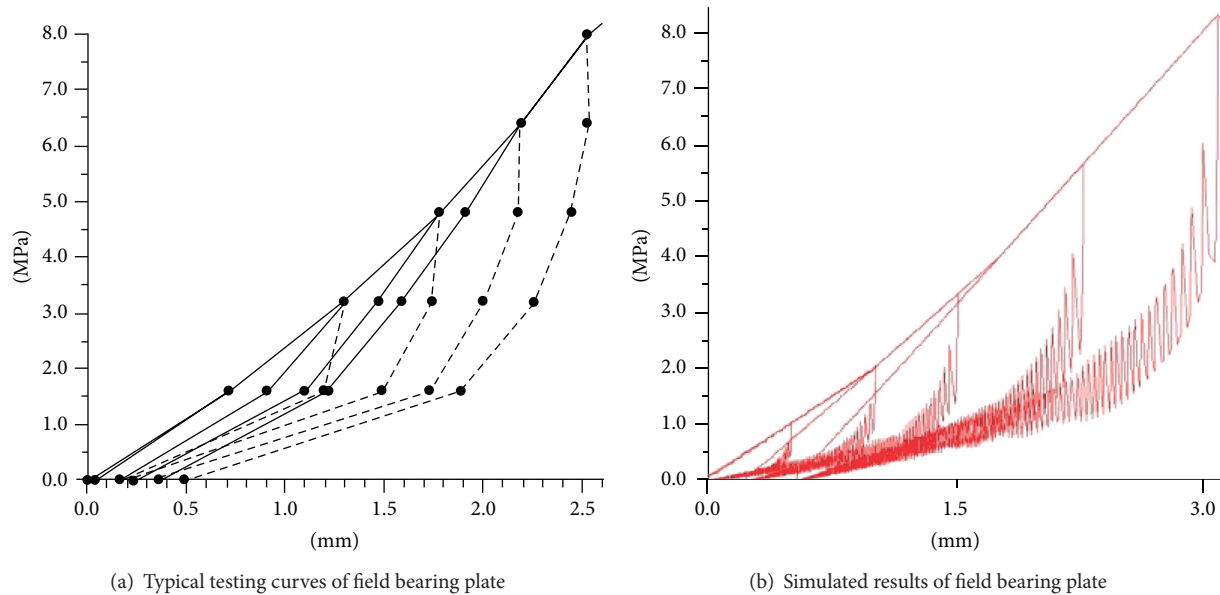 8.0
7.0
6.0
5.0
4.0
3.0
2.0
1.0
0.0
(MPa)
0.0 0.5 1.0 1.5 2.0 2.5
(mm)
(a) Typical testing curves of field bearing plate
8.0
7.0
6.0
5.0
4.0
3.0
2.0
1.0
0.0
(MPa)
0.0 1.5 3.0
(mm)
(b) Simulated results of field bearing plate